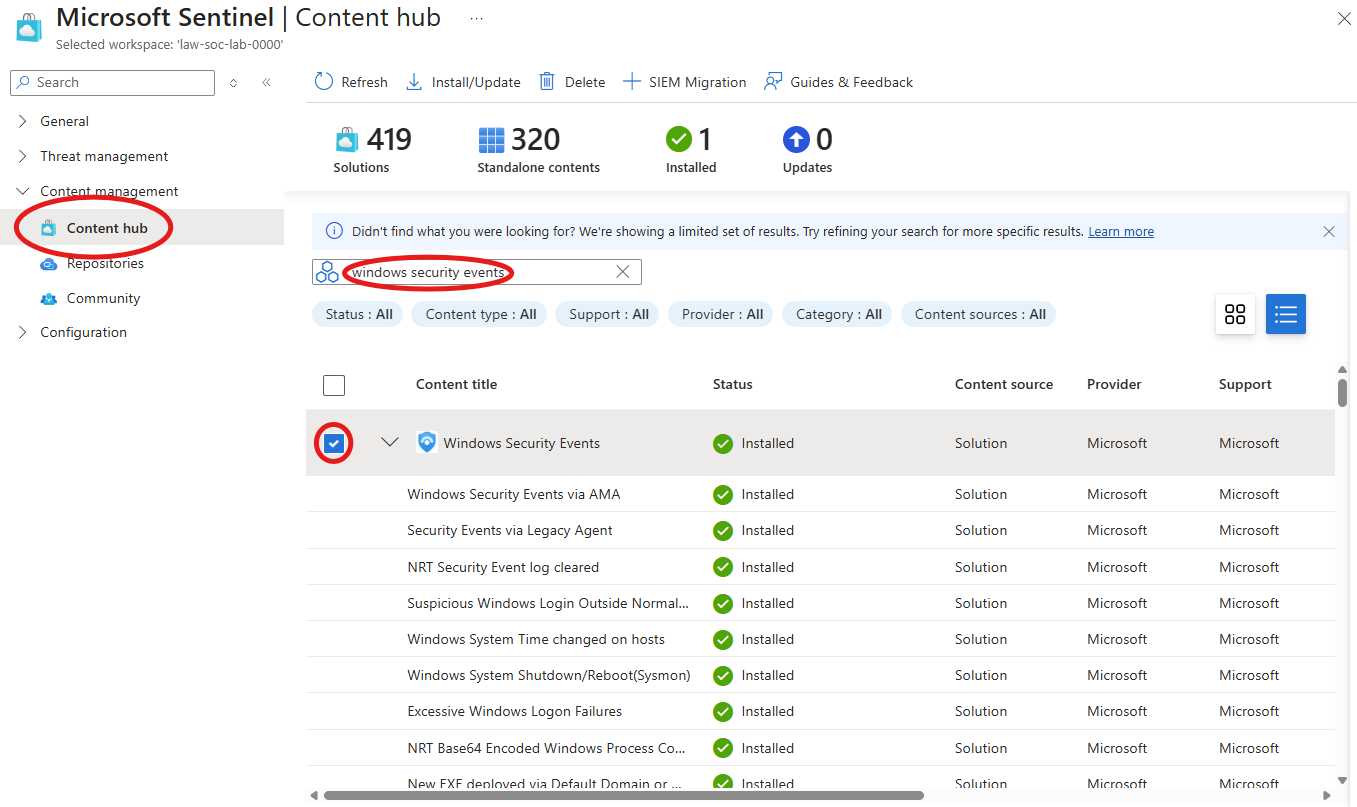 Microsoft Sentinel | Content hub ...
Selected workspace: 'law-soc-lab-0000'
Search
General
Threat management
Content management
Content hub
Repositories
Community
Configuration
Refresh Install/Update Delete SIEM Migration Guides & Feedback
419 320 1 0
Solutions Standalone contents Installed Updates
Didn't find what you were looking for? We're showing a limited set of results. Try refining your search for more specific results. Learn more
windows security events
Status : All Content type : All Support : All Provider : All Category : All Content sources : All
Content title Status Content source Provider Support
Windows Security Events Installed Solution Microsoft Microsoft
Windows Security Events via AMA Installed Solution Microsoft Microsoft
Security Events via Legacy Agent Installed Solution Microsoft Microsoft
NRT Security Event log cleared Installed Solution Microsoft Microsoft
Suspicious Windows Login Outside Normal... Installed Solution Microsoft Microsoft
Windows System Time changed on hosts Installed Solution Microsoft Microsoft
Windows System Shutdown/Reboot(Sysmon) Installed Solution Microsoft Microsoft
Excessive Windows Logon Failures Installed Solution Microsoft Microsoft
NRT Base64 Encoded Windows Process Co... Installed Solution Microsoft Microsoft
New EXE deployed via Default Domain or ... Installed Solution Microsoft Microsoft